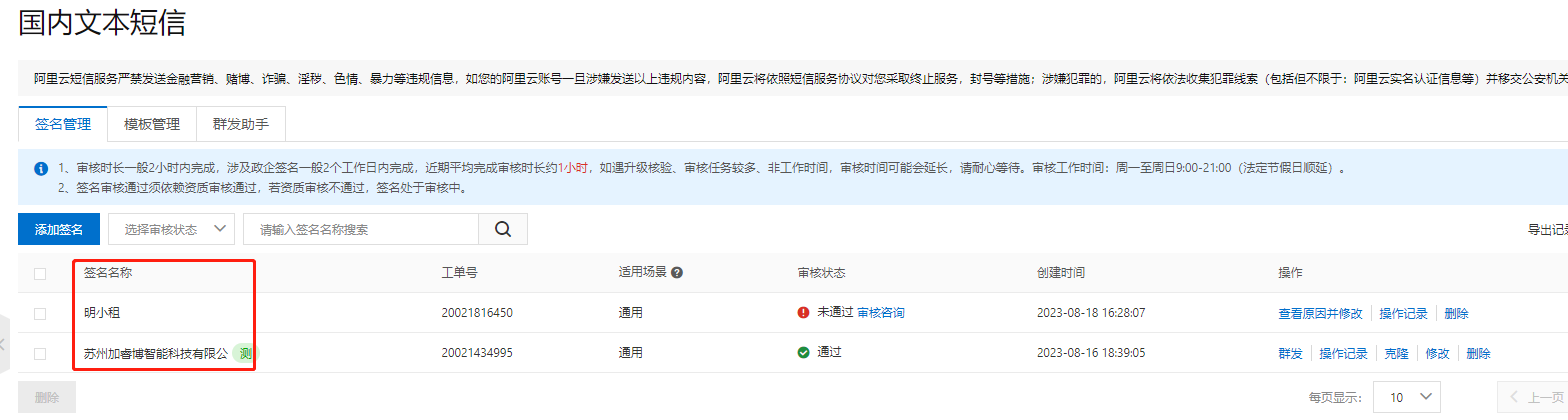 国内文本短信
阿里云短信服务严禁发送金融营销、赌博、诈骗、淫秽、色情、暴力等违规信息，如您的阿里云账号一旦涉嫌发送以上违规内容，阿里云将依照短信服务协议对您采取终止服务，封号等措施；涉嫌犯罪的，阿里云将依法收集犯罪线索（包括但不限于：阿里云实名认证信息等）并移交公安机关
签名管理 模板管理 群发助手
1、审核时长一般2小时内完成，涉及政企签名一般2个工作日内完成，近期平均完成审核时长约1小时，如遇升级核验、审核任务较多、非工作时间，审核时间可能会延长，请耐心等待。审核工作时间：周一至周日9:00-21:00（法定节假日顺延）。
2、签名审核通过须依赖资质审核通过，若资质审核不通过，签名处于审核中。
添加签名 选择审核状态 请输入签名名称搜索 导出记录
签名名称 工单号 适用场景 审核状态 创建时间 操作
明小租 20021816450 通用 未通过 审核咨询 2023-08-18 16:28:07 查看原因并修改 操作记录 删除
苏州加睿博智能科技有限公 测 20021434995 通用 通过 2023-08-16 18:39:05 群发 操作记录 克隆 修改 删除
删除 每页显示： 10 上一页